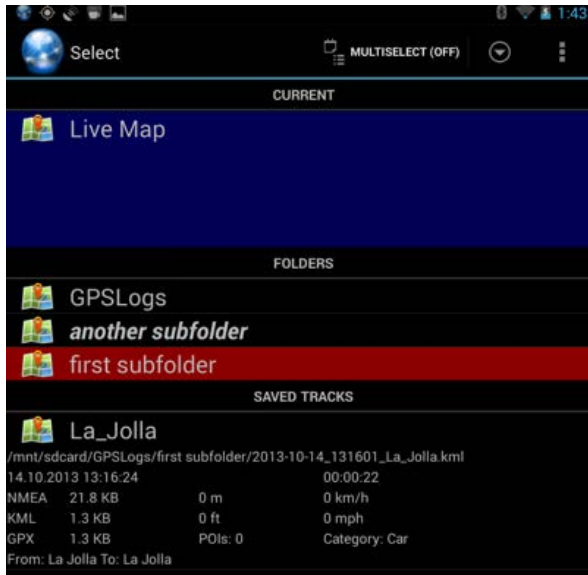 1:43
Select
MULTISELECT (OFF)
CURRENT
Live Map
FOLDERS
GPSLogs
another subfolder
first subfolder
SAVED TRACKS
La_Jolla
/mnt/sdcard/GPSLogs/first subfolder/2013-10-14_131601_La_Jolla.kml
14.10.2013 13:16:24 00:00:22
NMEA 21.8 KB 0 m 0 km/h
KML 1.3 KB 0 ft 0 mph
GPX 1.3 KB POIs: 0 Category: Car
From: La Jolla To: La Jolla